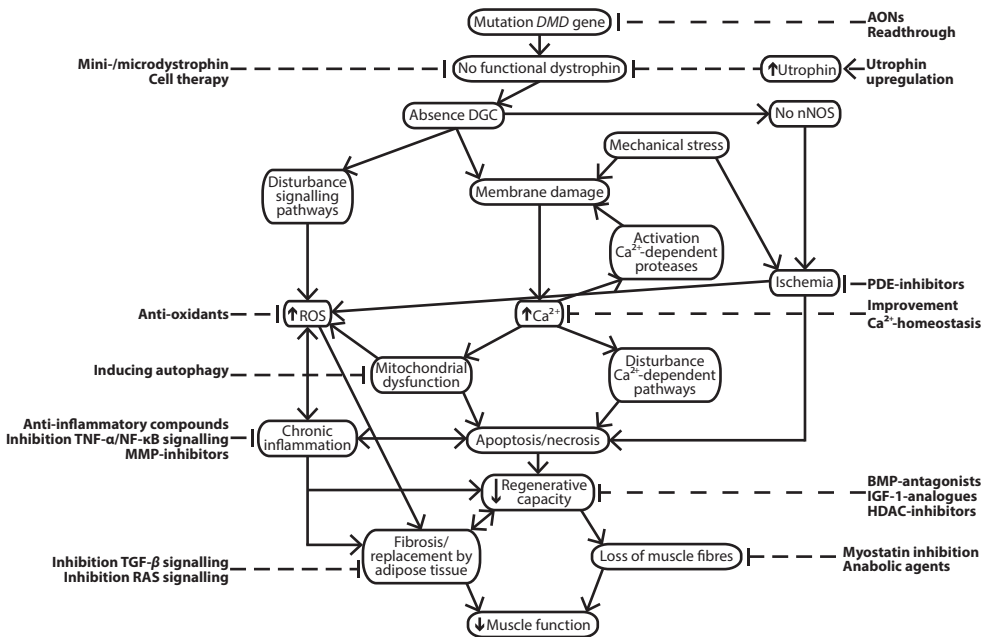 Mutation DMD gene
AONs
Readthrough
Mini-/microdystrophin
Cell therapy
No functional dystrophin
↑Utrophin
Utrophin
upregulation
Absence DGC
No nNOS
Mechanical stress
Disturbance
signalling
pathways
Membrane damage
Activation
Ca²⁺-dependent
proteases
Ischemia
PDE-inhibitors
Anti-oxidants
↑ROS
↑Ca²⁺
Improvement
Ca²⁺-homeostasis
Inducing autophagy
Mitochondrial
dysfunction
Disturbance
Ca²⁺-dependent
pathways
Anti-inflammatory compounds
Inhibition TNF-α/NF-κB signalling
MMP-inhibitors
Chronic
inflammation
Apoptosis/necrosis
↓Regenerative
capacity
BMP-antagonists
IGF-1-analogues
HDAC-inhibitors
Inhibition TGF-β signalling
Inhibition RAS signalling
Fibrosis/
replacement by
adipose tissue
Loss of muscle fibres
Myostatin inhibition
Anabolic agents
↓Muscle function